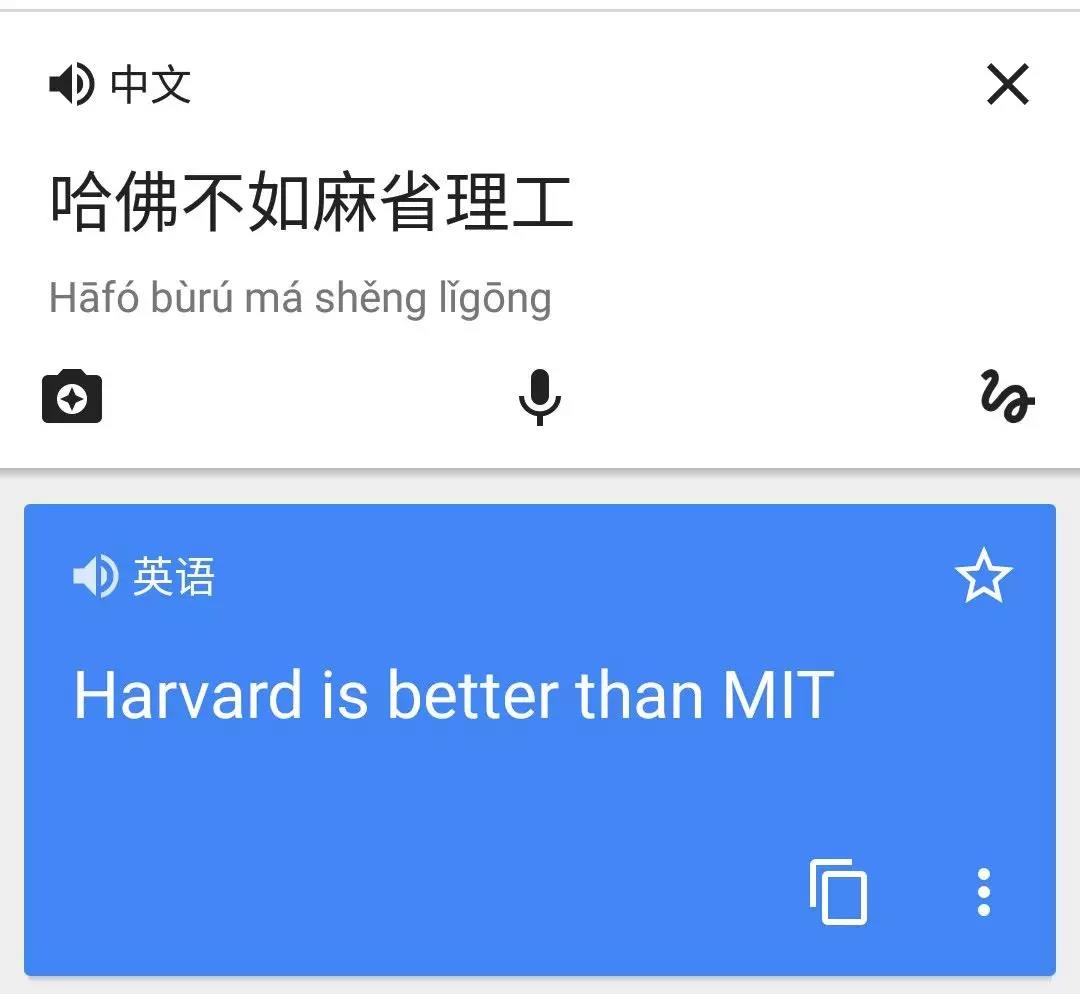 中文
哈佛不如麻省理工
Hāfó bùrú má shěng lǐgōng
英语
Harvard is better than MIT